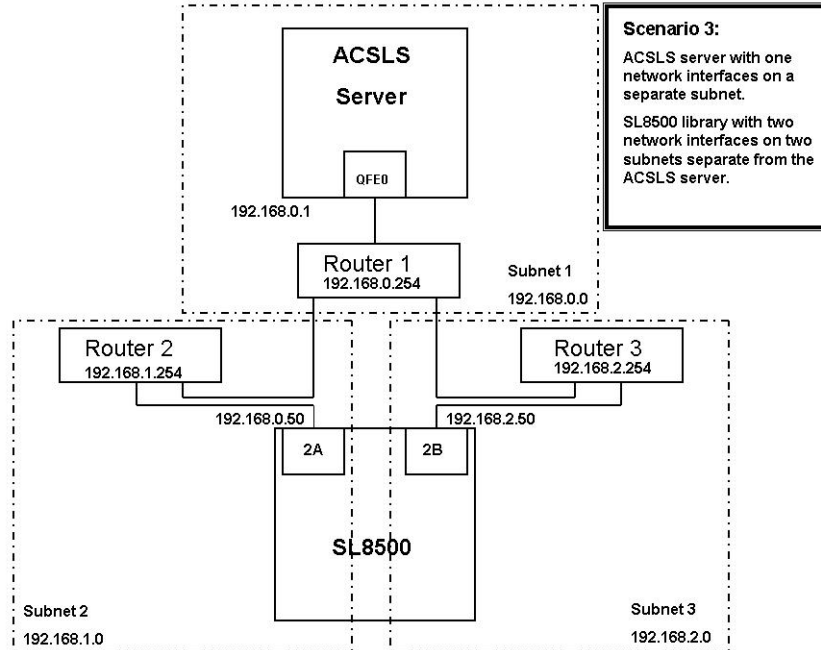 Scenario 3:
ACSLS server with one
network interfaces on a
separate subnet.
SL8500 library with two
network interfaces on two
subnets separate from the
ACSLS server.
ACSLS
Server
QFE0
192.168.0.1
Router 1
192.168.0.254
Subnet 1
192.168.0.0
Router 2
192.168.1.254
Router 3
192.168.2.254
192.168.0.50
192.168.2.50
2A
2B
SL8500
Subnet 2
192.168.1.0
Subnet 3
192.168.2.0